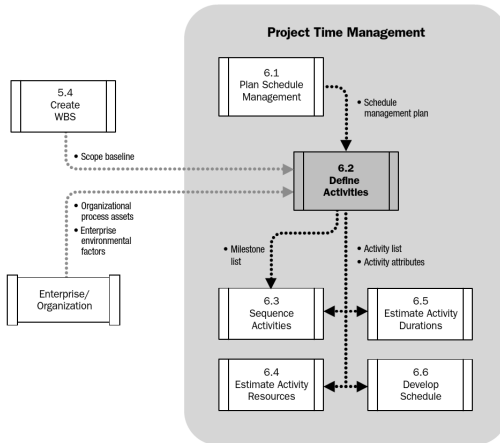 Project Time Management
6.1
Plan Schedule
Management
5.4
Create
WBS
• Schedule
management plan
• Scope baseline
6.2
Define
Activities
• Organizational
process assets
• Enterprise
environmental
factors
• Milestone
list
• Activity list
• Activity attributes
Enterprise/
Organization
6.3
Sequence
Activities
6.5
Estimate Activity
Durations
6.4
Estimate Activity
Resources
6.6
Develop
Schedule